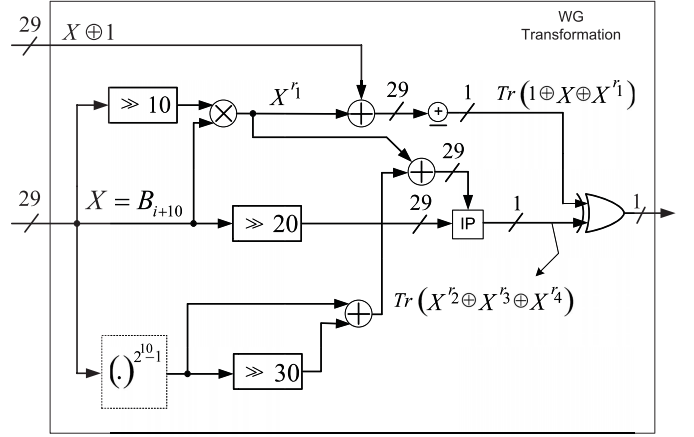 WG
Transformation
29
X ⊕ 1
≫ 10
X^{r_1}
29
1
Tr(1⊕X⊕X^{r_1})
29
29
X = B_{i+10}
≫ 20
29
IP
1
1
Tr(X^{r_2}⊕X^{r_3}⊕X^{r_4})
(.)^{2^{10}-1}
≫ 30